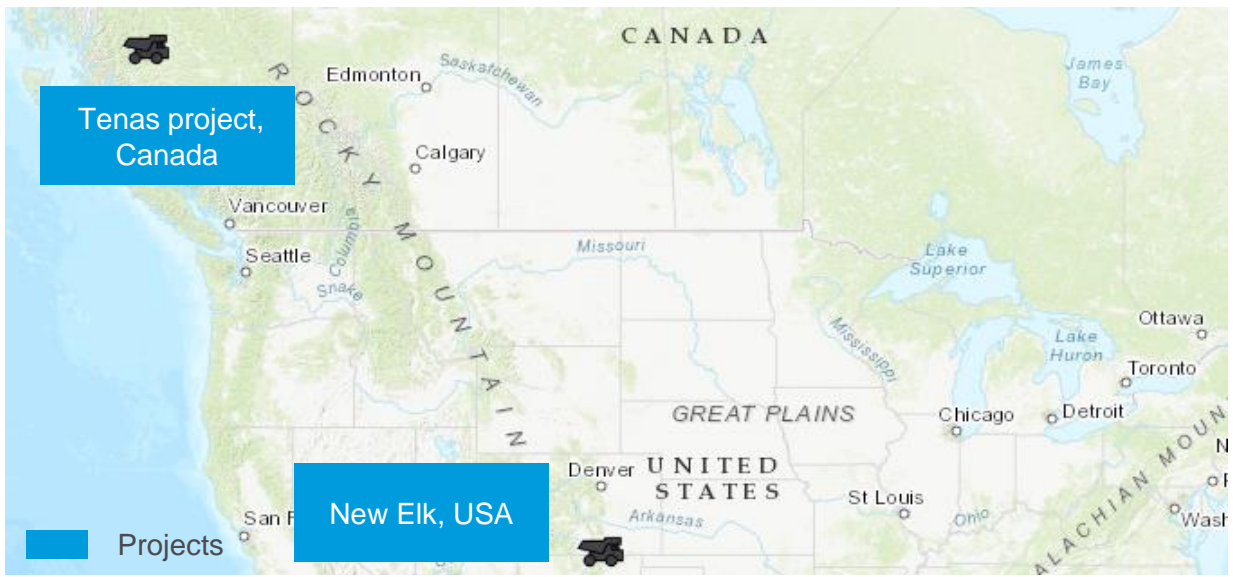 CANADA
James
Bay
Saskatchewan
Edmonton
Tenas project,
Canada
ROCKY MOUNTAIN
Calgary
Vancouver
Columbia
Missouri
Seattle
Snake
Lake
Superior
Mississippi
Ottawa
Lake
Huron
Toronto
GREAT PLAINS
Chicago
Detroit
Denver
UNITED
STATES
St Louis
Ohio
Arkansas
New Elk, USA
San F
ALACHIAN MOUN
N
Wash
Projects